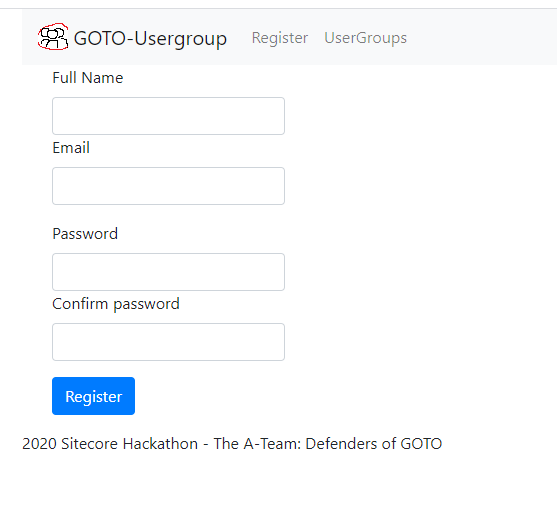 GOTO-Usergroup Register UserGroups
Full Name
Email
Password
Confirm password
Register
2020 Sitecore Hackathon - The A-Team: Defenders of GOTO